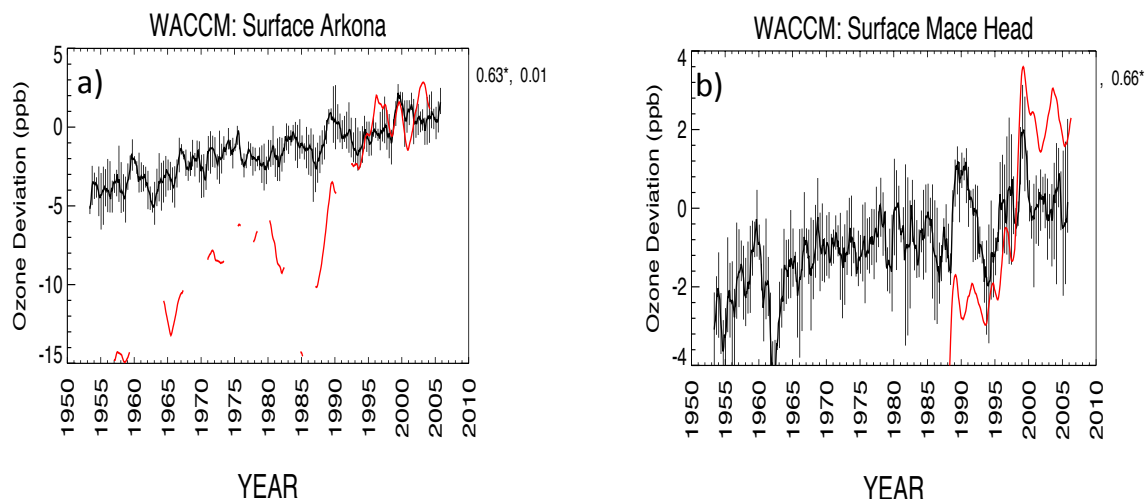 WACCM: Surface Arkona
a)
0.63*, 0.01
Ozone Deviation (ppb)
5
0
-5
-10
-15
1950 1955 1960 1965 1970 1975 1980 1985 1990 1995 2000 2005 2010
YEAR
WACCM: Surface Mace Head
b)
, 0.66*
Ozone Deviation (ppb)
4
2
0
-2
-4
1950 1955 1960 1965 1970 1975 1980 1985 1990 1995 2000 2005 2010
YEAR